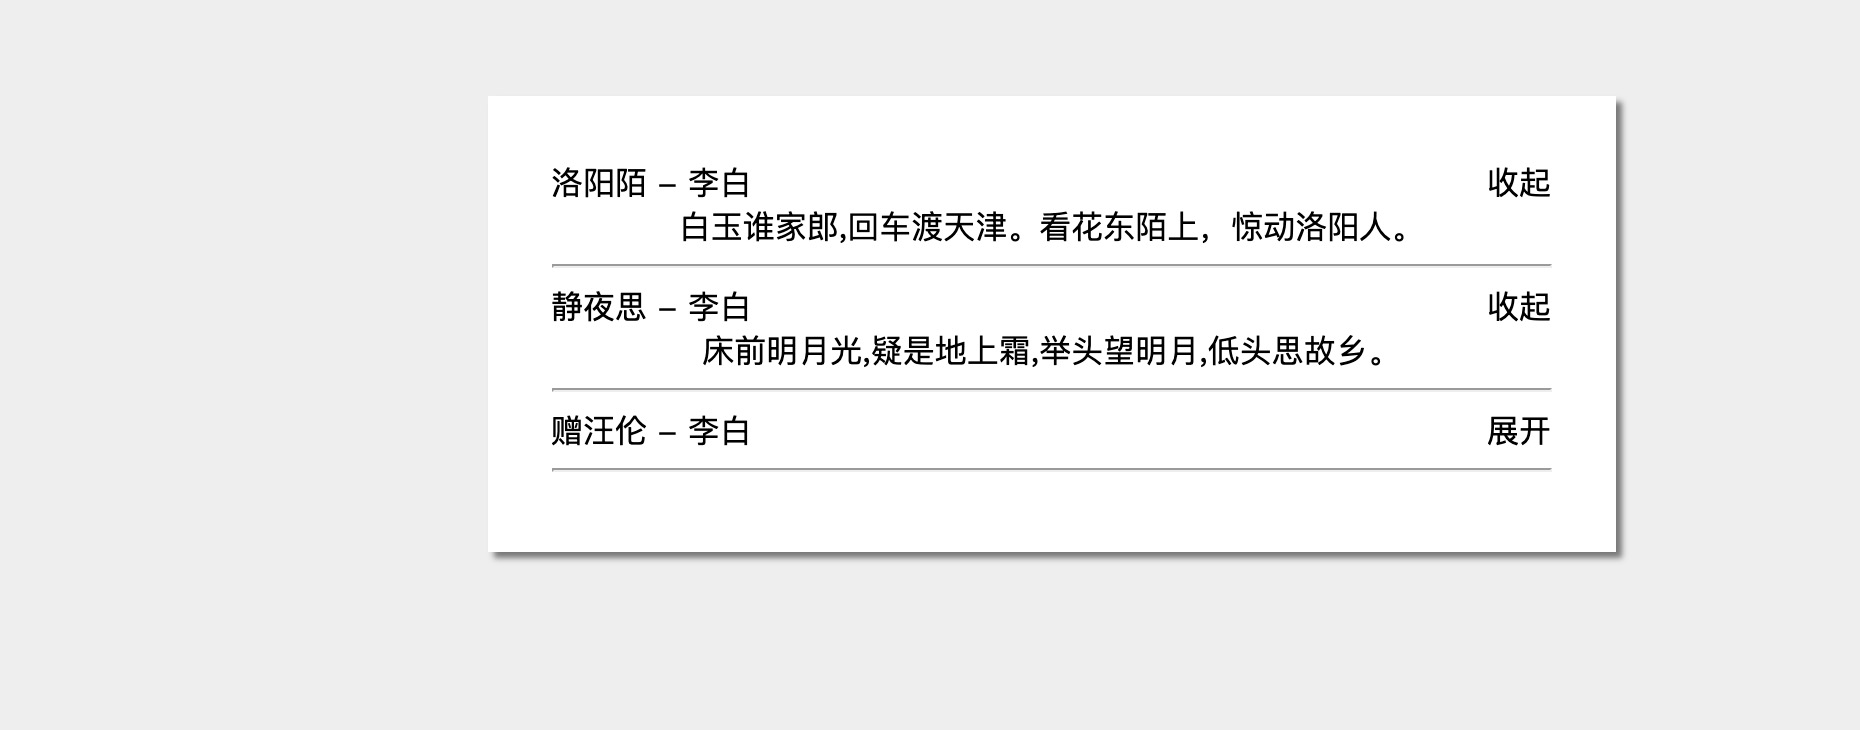 洛阳陌 – 李白 收起
白玉谁家郎,回车渡天津。看花东陌上，惊动洛阳人。
静夜思 – 李白 收起
床前明月光,疑是地上霜,举头望明月,低头思故乡。
赠汪伦 – 李白 展开